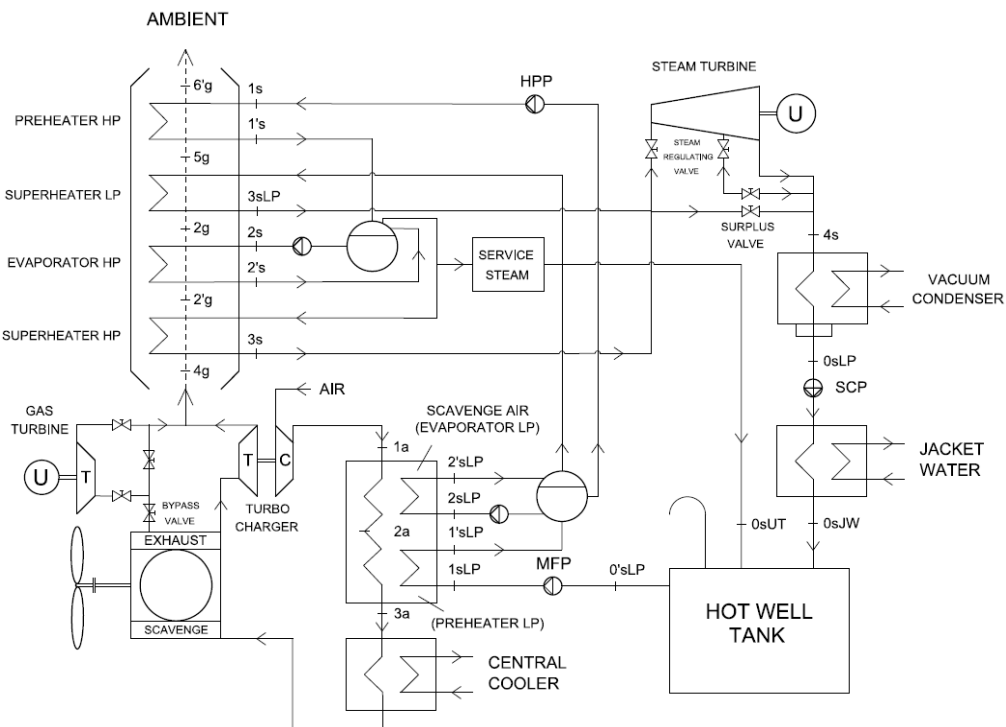 AMBIENT
6'g
1s
HPP
STEAM TURBINE
PREHEATER HP
1's
U
5g
STEAM
REGULATING
VALVE
SUPERHEATER LP
3sLP
2g
2s
SURPLUS
VALVE
4s
EVAPORATOR HP
2's
SERVICE
STEAM
VACUUM
CONDENSER
2'g
SUPERHEATER HP
3s
0sLP
4g
SCP
AIR
GAS
TURBINE
SCAVENGE AIR
(EVAPORATOR LP)
T
U
T
C
1a
2'sLP
JACKET
WATER
2sLP
BYPASS
VALVE
TURBO
CHARGER
2a
1'sLP
0sUT
0sJW
EXHAUST
1sLP
MFP
0'sLP
3a
(PREHEATER LP)
HOT WELL
TANK
SCAVENGE
CENTRAL
COOLER